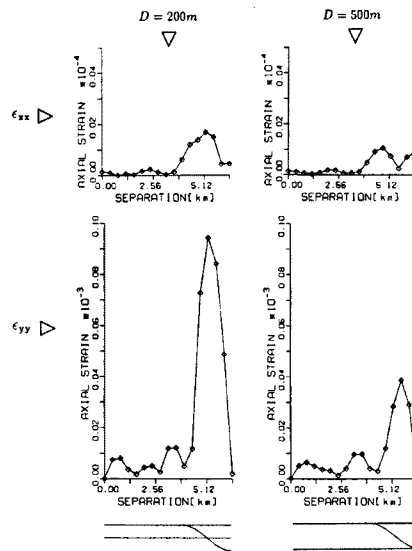 D = 200m
D = 500m
ϵxx
AXIAL STRAIN ×10⁻⁴
0.00 0.02 0.04
0.00 2.56 5.12
SEPARATION[km]
AXIAL STRAIN ×10⁻⁴
0.00 0.02 0.04
0.00 2.56 5.12
SEPARATION[km]
ϵyy
AXIAL STRAIN ×10⁻³
0.00 0.02 0.04 0.06 0.08 0.10
0.00 2.56 5.12
SEPARATION[km]
AXIAL STRAIN ×10⁻³
0.00 0.02 0.04 0.06 0.08 0.10
0.00 2.56 5.12
SEPARATION[km]